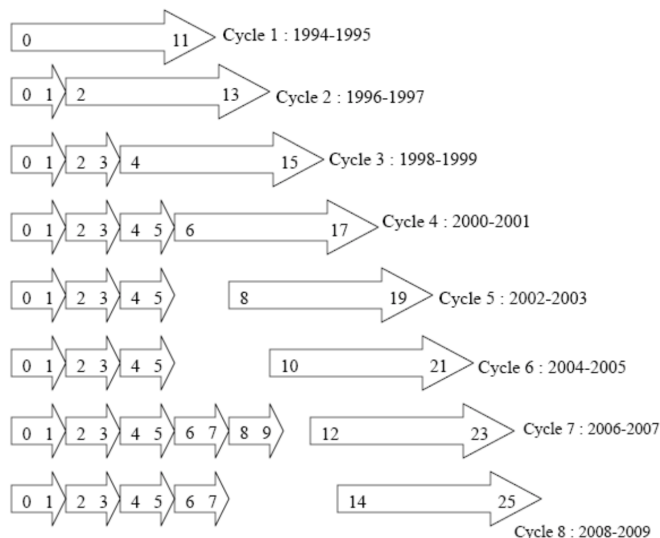 0 11 Cycle 1 : 1994-1995
0 1 2 13 Cycle 2 : 1996-1997
0 1 2 3 4 15 Cycle 3 : 1998-1999
0 1 2 3 4 5 6 17 Cycle 4 : 2000-2001
0 1 2 3 4 5 8 19 Cycle 5 : 2002-2003
0 1 2 3 4 5 10 21 Cycle 6 : 2004-2005
0 1 2 3 4 5 6 7 8 9 12 23 Cycle 7 : 2006-2007
0 1 2 3 4 5 6 7 14 25
Cycle 8 : 2008-2009